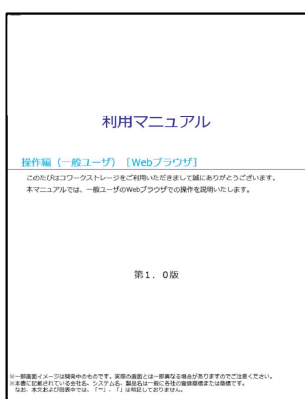 利用マニュアル
操作編（一般ユーザ）［Webブラウザ］
このたびはコワークストレージをご利用いただきまして誠にありがとうございます。
本マニュアルでは、一般ユーザのWebブラウザでの操作を説明いたします。
第１．０版
※一部画面イメージは開発中のものです。実際の画面とは一部異なる場合がありますのでご注意ください。
※本書に記載されている会社名、システム名、製品名は一般に各社の登録商標または商標です。
なお、本文および図表中では、「™」、「」は明記しておりません。